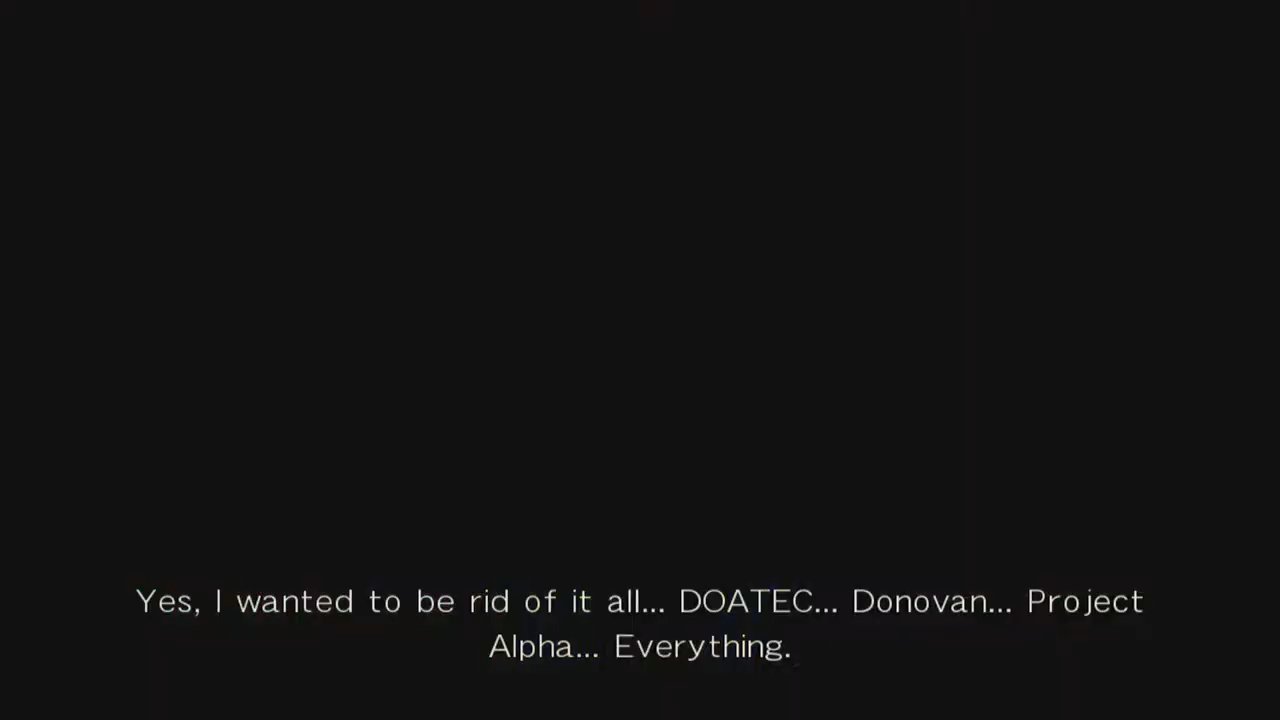 Yes, I wanted to be rid of it all... DOATEC... Donovan... Project
Alpha... Everything.